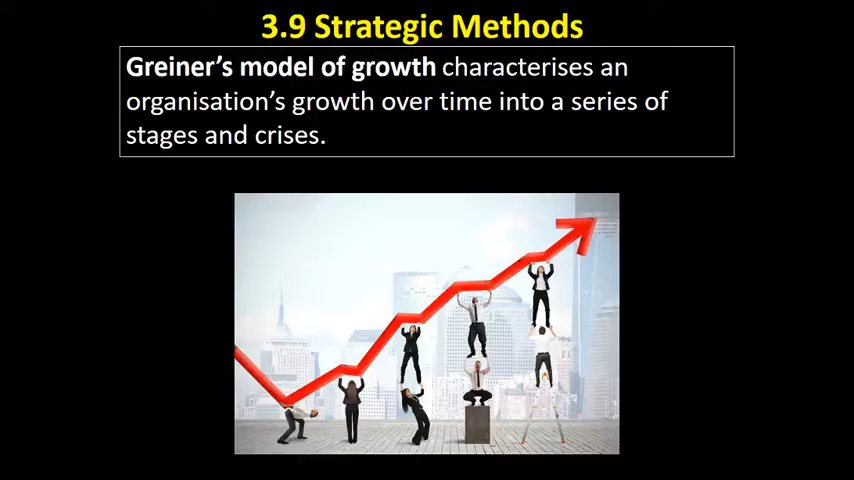 3.9 Strategic Methods
Greiner’s model of growth characterises an
organisation’s growth over time into a series of
stages and crises.